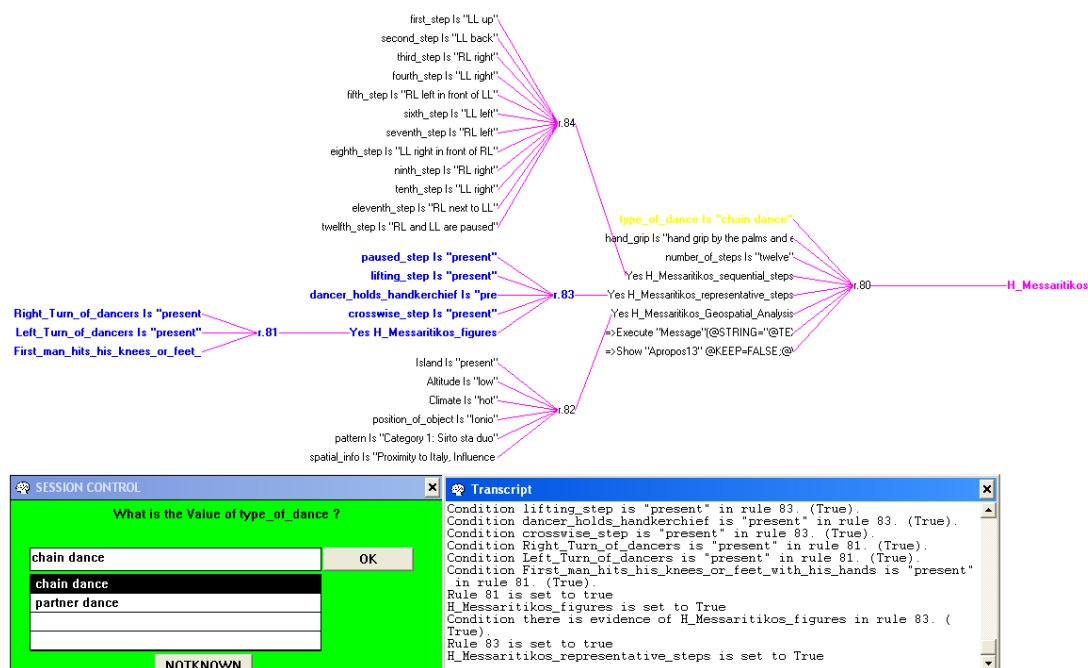 first_step Is "LL up"
second_step Is "LL back"
third_step Is "RL right"
fourth_step Is "LL right"
fifth_step Is "RL left in front of LL"
sixth_step Is "LL left"
seventh_step Is "RL left"
eighth_step Is "LL right in front of RL"
ninth_step Is "RL right"
tenth_step Is "LL right"
eleventh_step Is "RL next to LL"
twelfth_step Is "RL and LL are paused"
r.84
type_of_dance Is "chain dance"
hand_grip Is "hand grip by the palms and e
number_of_steps Is "twelve"
Yes H_Messaritikos_sequential_steps
Yes H_Messaritikos_representative_steps
Yes H_Messaritikos_Geospatial_Analysis
=>Execute "Message"(@STRING="@TE
=>Show "Apropos13" @KEEP=FALSE;@
r.80
H_Messaritikos
paused_step Is "present"
lifting_step Is "present"
dancer_holds_handkerchief Is "pre
crosswise_step Is "present"
Yes H_Messaritikos_figures
r.83
Right_Turn_of_dancers Is "present
Left_Turn_of_dancers Is "present"
First_man_hits_his_knees_or_feet_
r.81
Island Is "present"
Altitude Is "low"
Climate Is "hot"
position_of_object Is "Ionio"
pattern Is "Category 1: Sirto sta duo"
spatial_info Is "Proximity to Italy, Influence
r.82
SESSION CONTROL
What is the Value of type_of_dance ?
chain dance
OK
chain dance
partner dance
NOTKNOWN
Transcript
Condition lifting_step is "present" in rule 83. (True).
Condition dancer_holds_handkerchief is "present" in rule 83. (True).
Condition crosswise_step is "present" in rule 83. (True).
Condition Right_Turn_of_dancers is "present" in rule 81. (True).
Condition Left_Turn_of_dancers is "present" in rule 81. (True).
Condition First_man_hits_his_knees_or_feet_with_his_hands is "present"
in rule 81. (True).
Rule 81 is set to true
H_Messaritikos_figures is set to True
Condition there is evidence of H_Messaritikos_figures in rule 83. (
True).
Rule 83 is set to true
H_Messaritikos_representative_steps is set to True